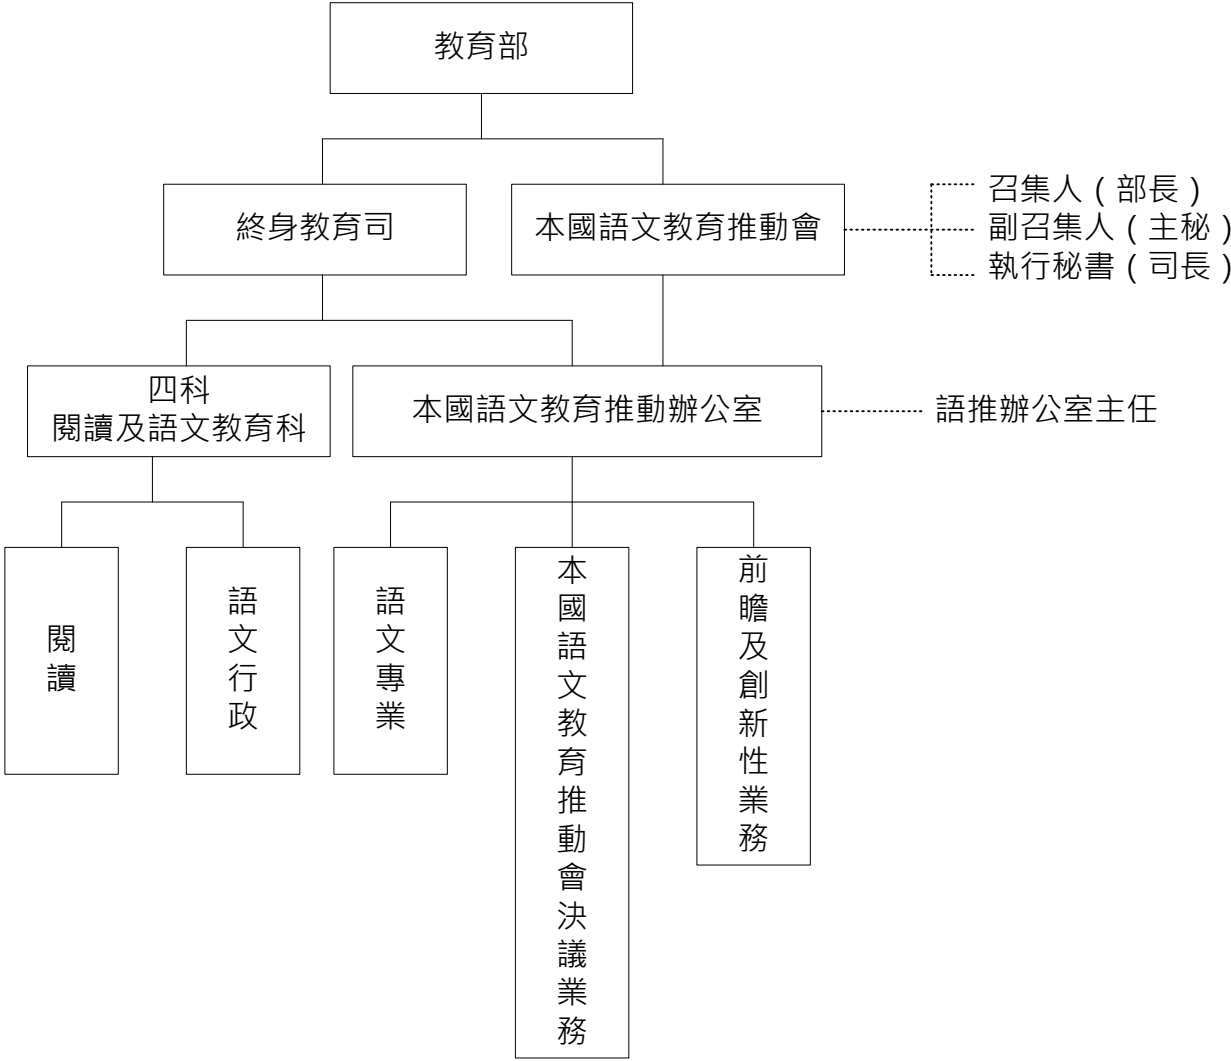 教育部
終身教育司
本國語文教育推動會
召集人（部長）
副召集人（主秘）
執行秘書（司長）
四科
閱讀及語文教育科
本國語文教育推動辦公室
語推辦公室主任
閱讀
語文行政
語文專業
本國語文教育推動會決議業務
前瞻及創新性業務